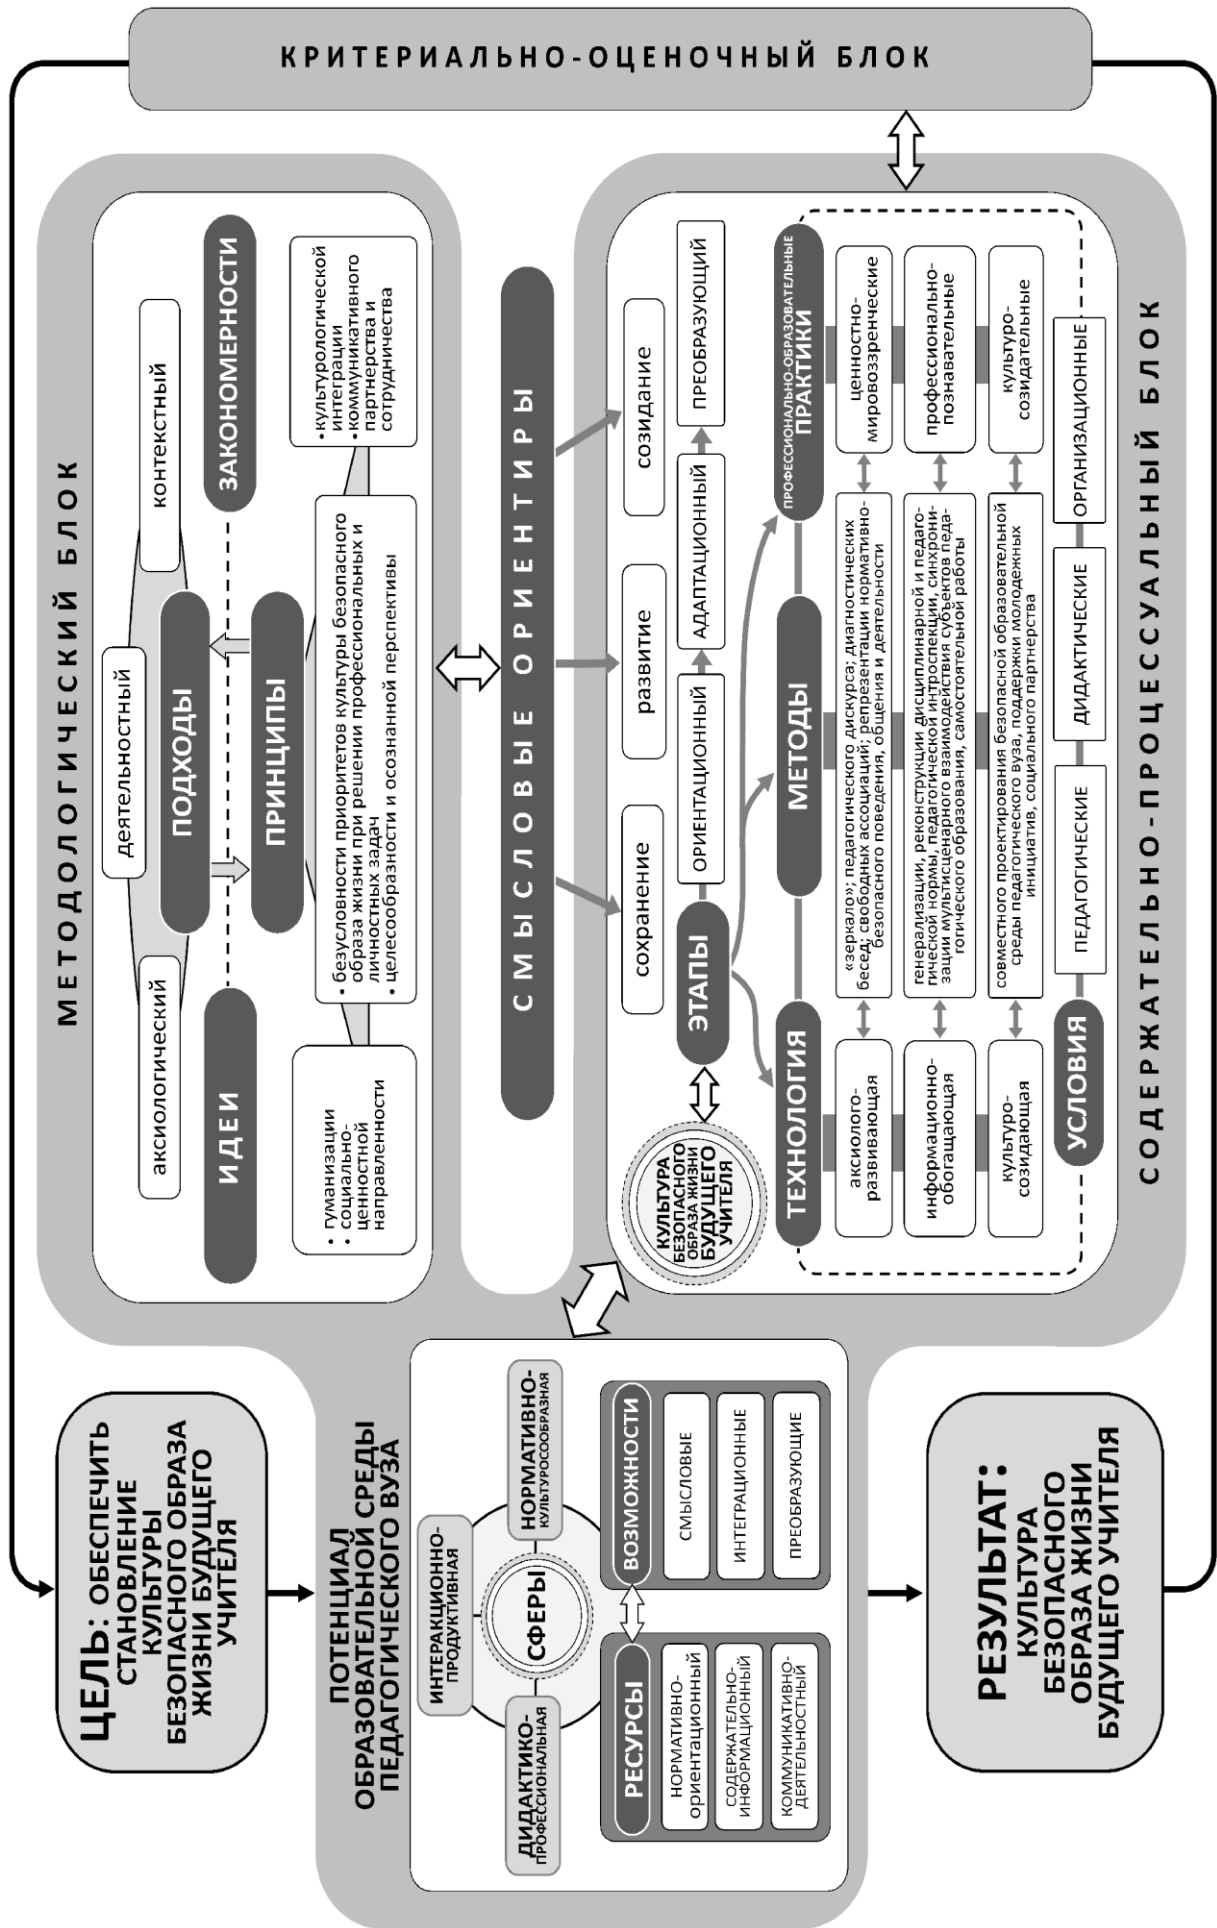 КРИТЕРИАЛЬНО-ОЦЕНОЧНЫЙ БЛОК
ЦЕЛЬ: ОБЕСПЕЧИТЬ
СТАНОВЛЕНИЕ
КУЛЬТУРЫ
БЕЗОПАСНОГО ОБРАЗА
ЖИЗНИ БУДУЩЕГО
УЧИТЕЛЯ
МЕТОДОЛОГИЧЕСКИЙ БЛОК
аксиологический
деятельностный
контекстный
ПОДХОДЫ
ИДЕИ
ЗАКОНОМЕРНОСТИ
ПРИНЦИПЫ
• гуманизации
• социально-
ценностной
направленности
• безусловности приоритетов культуры безопасного
образа жизни при решении профессиональных и
личностных задач
• целесообразности и осознанной перспективы
• культурологической
интеграции
• коммуникативного
партнерства и
сотрудничества
СМЫСЛОВЫЕ ОРИЕНТИРЫ
сохранение
развитие
созидание
ПОТЕНЦИАЛ
ОБРАЗОВАТЕЛЬНОЙ СРЕДЫ
ПЕДАГОГИЧЕСКОГО ВУЗА
ИНТЕРАКЦИОННО-
ПРОДУКТИВНАЯ
ДИДАКТИКО-
ПРОФЕССИОНАЛЬНАЯ
СФЕРЫ
НОРМАТИВНО-
КУЛЬТУРОСООБРАЗНАЯ
РЕСУРСЫ
НОРМАТИВНО-
ориентационный
СОДЕРЖАТЕЛЬНО-
ИНФОРМАЦИОННЫЙ
КОММУНИКАТИВНО-
ДЕЯТЕЛЬНОСТНЫЙ
ВОЗМОЖНОСТИ
СМЫСЛОВЫЕ
ИНТЕГРАЦИОННЫЕ
ПРЕОБРАЗУЮЩИЕ
КУЛЬТУРА
БЕЗОПАСНОГО
ОБРАЗА ЖИЗНИ
БУДУЩЕГО
УЧИТЕЛЯ
ЭТАПЫ
ОРИЕНТАЦИОННЫЙ
АДАПТАЦИОННЫЙ
ПРЕОБРАЗУЮЩИЙ
ТЕХНОЛОГИЯ
МЕТОДЫ
ПРОФЕССИОНАЛЬНО-ОБРАЗОВАТЕЛЬНЫЕ
ПРАКТИКИ
аксиолого-
развивающая
«зеркало»; педагогического дискурса; диагностических
бесед; свободных ассоциаций; репрезентации нормативно-
безопасного поведения, общения и деятельности
ценностно-
мировоззренческие
информационно-
обогащающая
генерализации, реконструкции дисциплинарной и педаго-
гической нормы, педагогической интроспекции, синхрони-
зации мультисценарного взаимодействия субъектов педа-
гогического образования, самостоятельной работы
профессионально-
познавательные
культуро-
созидающая
совместного проектирования безопасной образовательной
среды педагогического вуза, поддержки молодежных
инициатив, социального партнерства
культуро-
созидательные
УСЛОВИЯ
ПЕДАГОГИЧЕСКИЕ
ДИДАКТИЧЕСКИЕ
ОРГАНИЗАЦИОННЫЕ
СОДЕРЖАТЕЛЬНО-ПРОЦЕССУАЛЬНЫЙ БЛОК
РЕЗУЛЬТАТ:
КУЛЬТУРА
БЕЗОПАСНОГО
ОБРАЗА ЖИЗНИ
БУДУЩЕГО УЧИТЕЛЯ